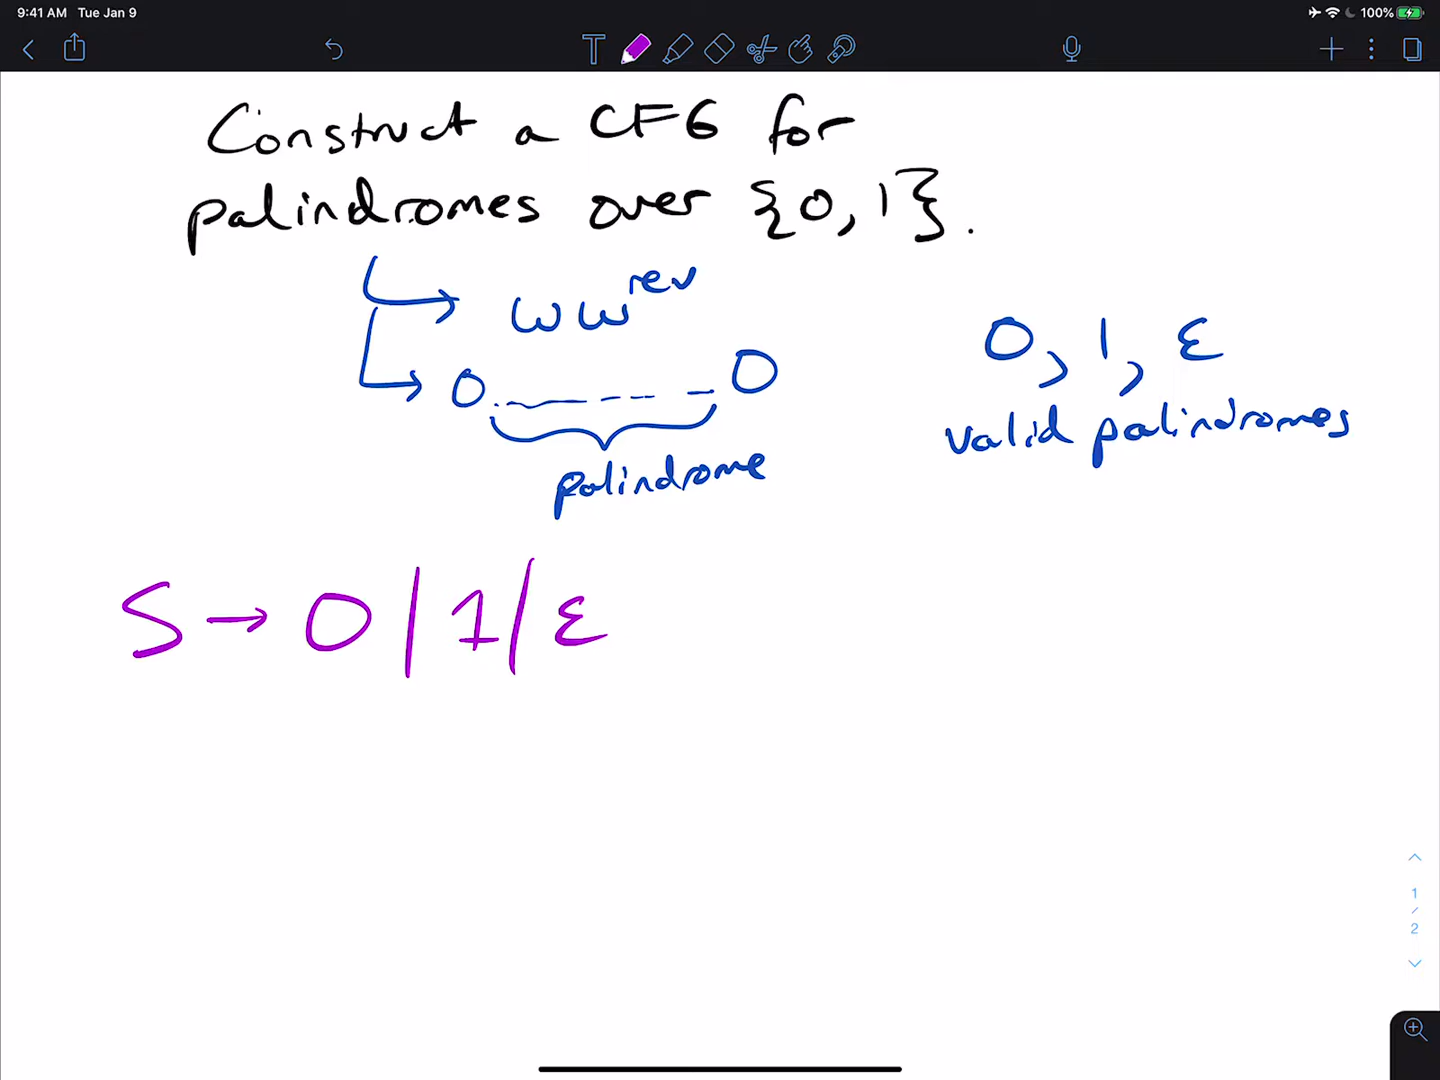 9:41 AM Tue Jan 9
100%
Construct a CFG for
palindromes over {0, 1}.
w w^rev
0 _ _ _ _ 0
palindrome
0, 1, ε
valid palindromes
S → 0 | 1 | ε
1
/
2